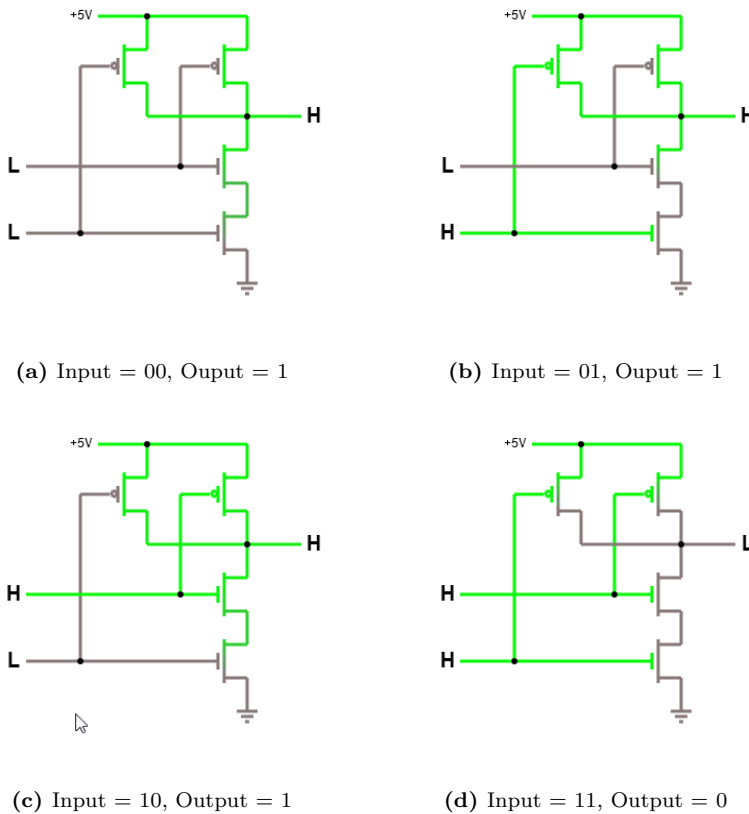 +5V
+5V
H
H
L
L
L
H
(a) Input = 00, Ouput = 1
(b) Input = 01, Ouput = 1
+5V
+5V
H
L
H
H
L
H
(c) Input = 10, Output = 1
(d) Input = 11, Output = 0